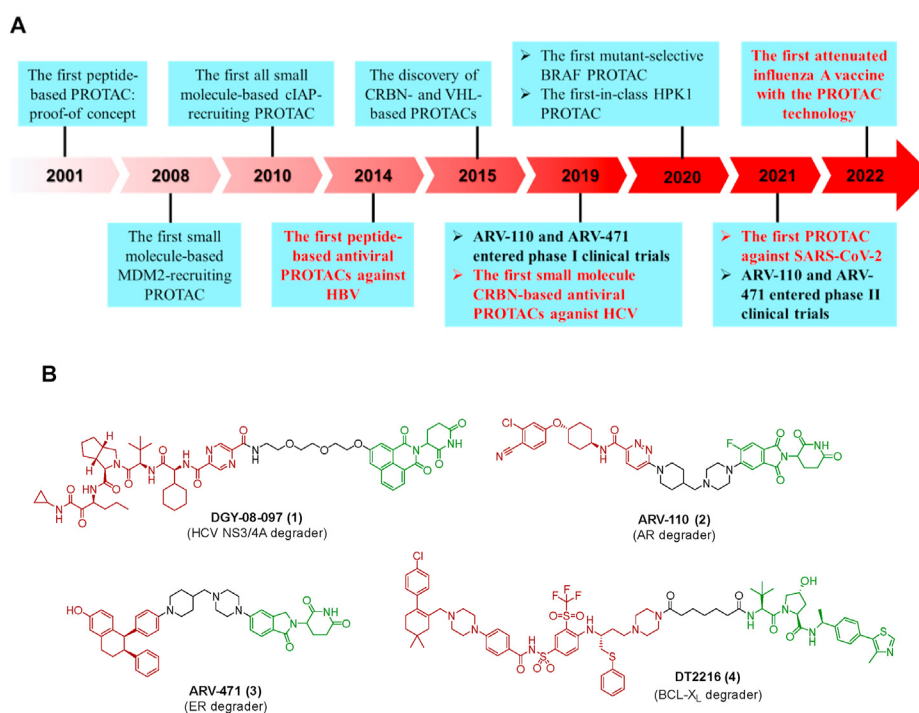 A
The first peptide-
based PROTAC:
proof-of concept
The first all small
molecule-based cIAP-
recruiting PROTAC
The discovery of
CRBN- and VHL-
based PROTACs
➢ The first mutant-selective
BRAF PROTAC
➢ The first-in-class HPK1
PROTAC
The first attenuated
influenza A vaccine
with the PROTAC
technology
2001
2008
2010
2014
2015
2019
2020
2021
2022
The first small
molecule-based
MDM2-recruiting
PROTAC
The first peptide-
based antiviral
PROTACs against
HBV
➢ ARV-110 and ARV-471
entered phase I clinical trials
➢ The first small molecule
CRBN-based antiviral
PROTACs aganist HCV
➢ The first PROTAC
against SARS-CoV-2
➢ ARV-110 and ARV-
471 entered phase II
clinical trials
B
DGY-08-097 (1)
(HCV NS3/4A degrader)
ARV-110 (2)
(AR degrader)
ARV-471 (3)
(ER degrader)
DT2216 (4)
(BCL-XL degrader)